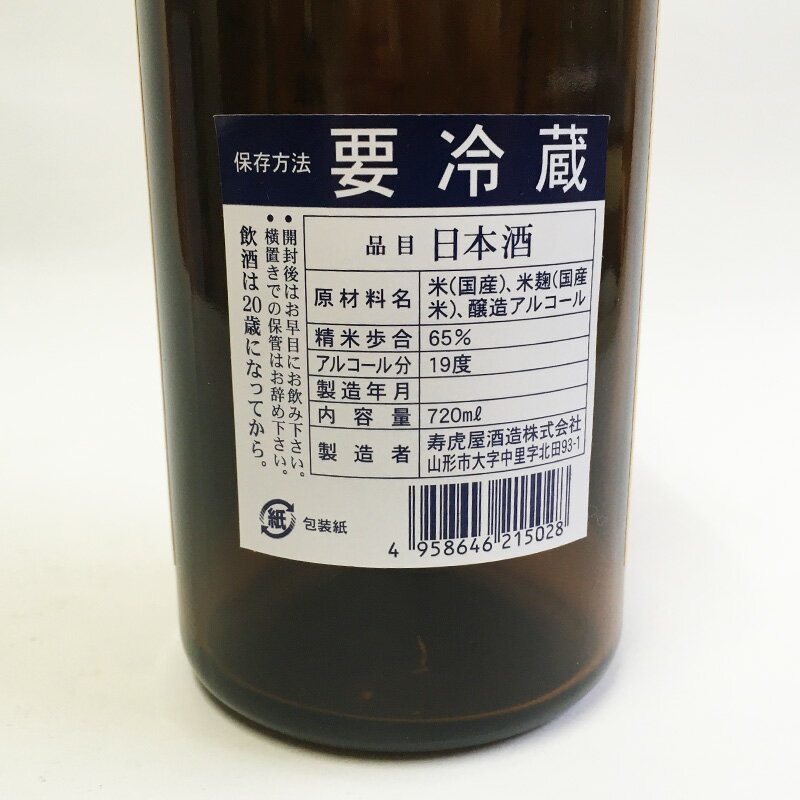 保存方法 要冷蔵
・開封後はお早目にお飲み下さい。
・横置きでの保管はお辞め下さい。
飲酒は20歳になってから。
品目 日本酒
原材料名 米(国産)、米麹(国産
米)、醸造アルコール
精米歩合 65%
アルコール分 19度
製造年月
内容量 720mℓ
製造者 寿虎屋酒造株式会社
山形市大字中里字北田93-1
紙 包装紙
4 958646 215028